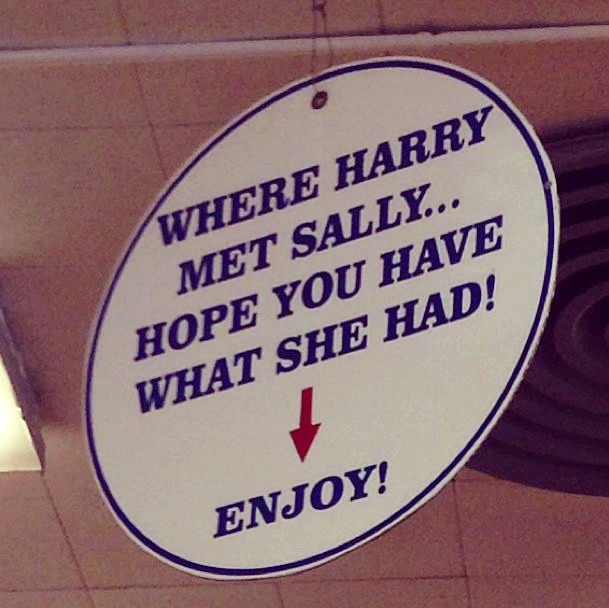 WHERE HARRY
MET SALLY...
HOPE YOU HAVE
WHAT SHE HAD!
ENJOY!